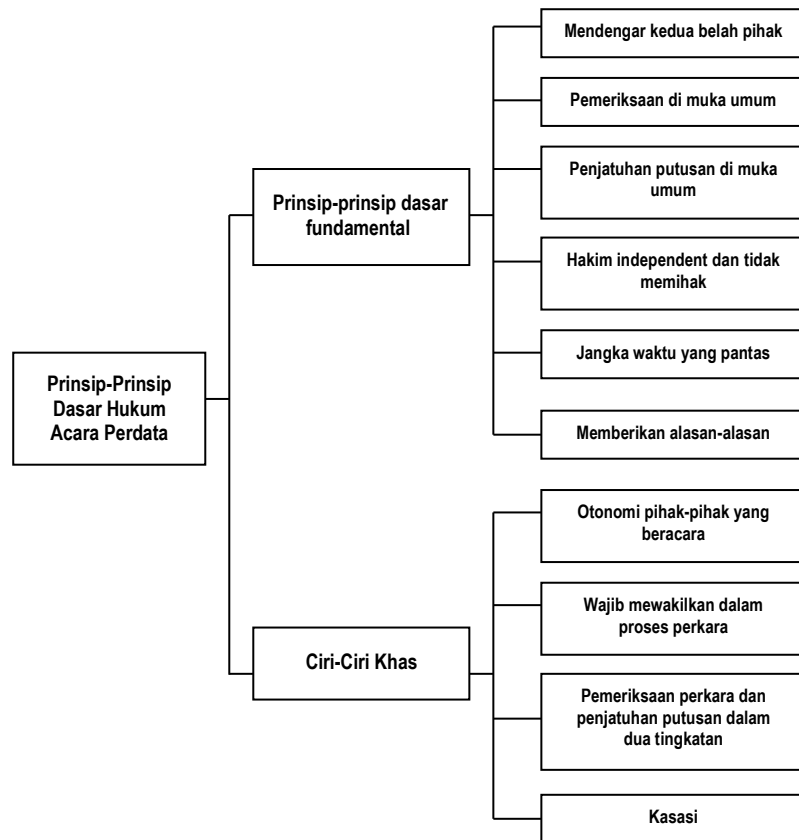 Mendengar kedua belah pihak
Pemeriksaan di muka umum
Penjatuhan putusan di muka
umum
Prinsip-prinsip dasar
fundamental
Hakim independent dan tidak
memihak
Jangka waktu yang pantas
Prinsip-Prinsip
Dasar Hukum
Acara Perdata
Memberikan alasan-alasan
Otonomi pihak-pihak yang
beracara
Wajib mewakilkan dalam
proses perkara
Ciri-Ciri Khas
Pemeriksaan perkara dan
penjatuhan putusan dalam
dua tingkatan
Kasasi